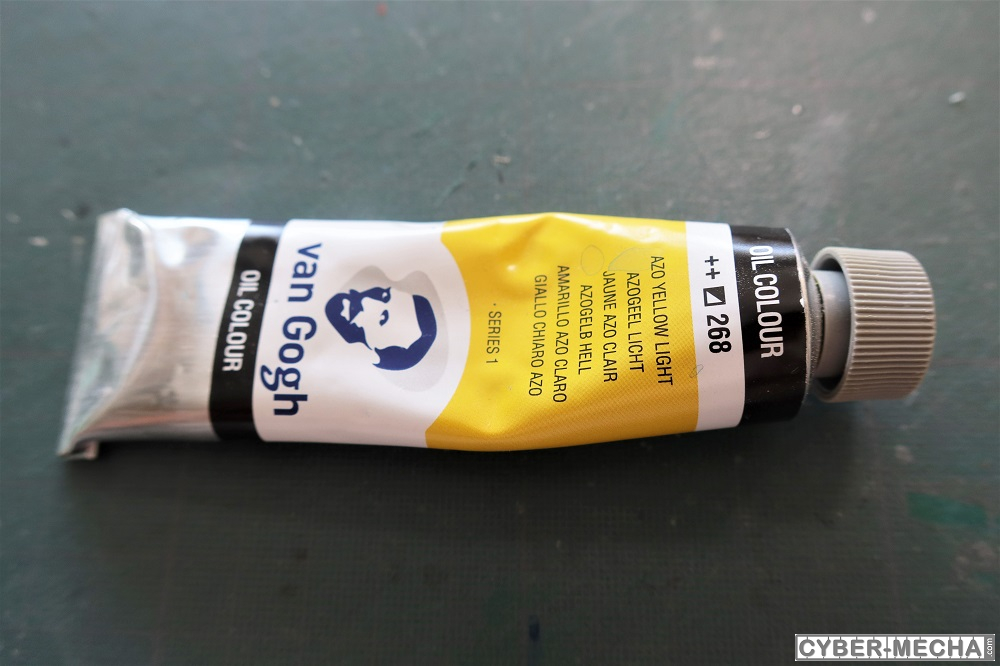 OIL COLOUR
++ 268
AZO YELLOW LIGHT
AZOGEEL LICHT
JAUNE AZO CLAIR
AZOGELB HELL
AMARILLO AZO CLARO
GIALLO CHIARO AZO
· SERIES 1
van Gogh
OIL COLOUR
CYBER-MECHA.com